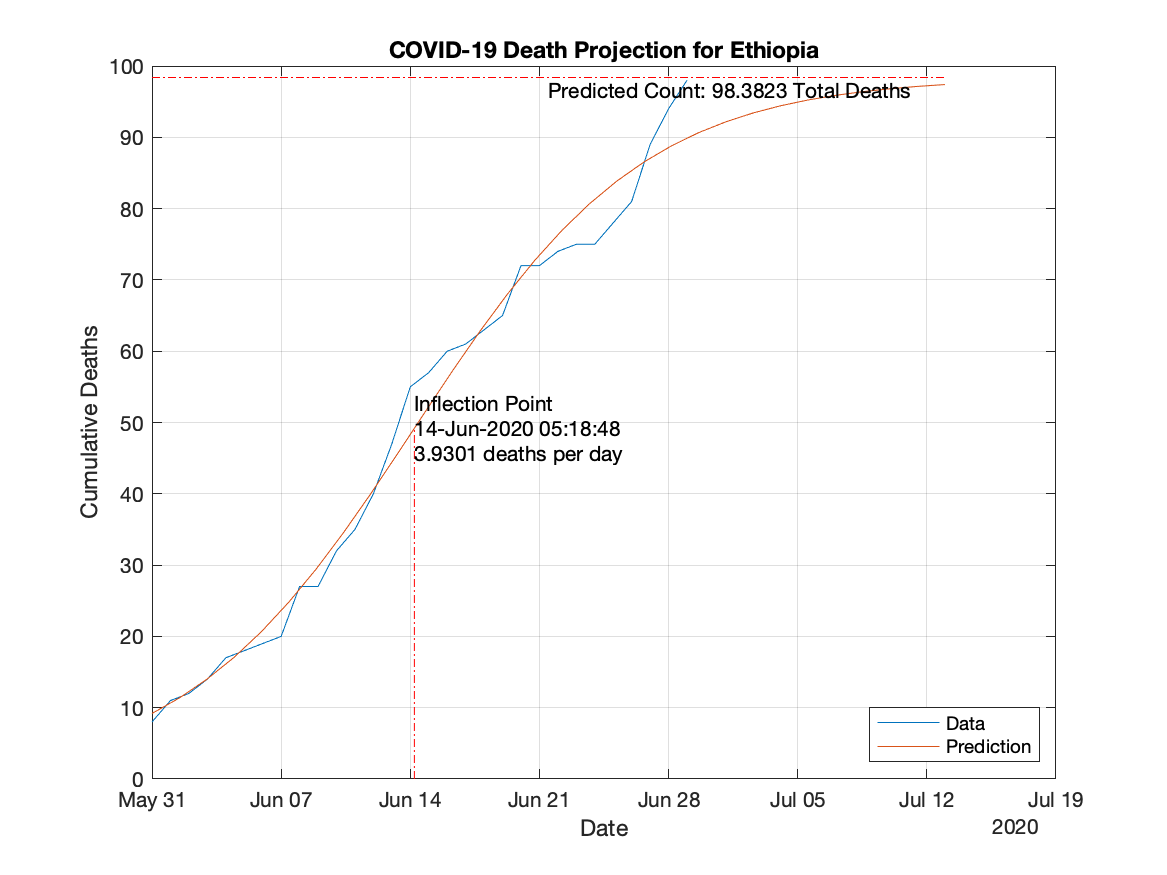 COVID-19 Death Projection for Ethiopia
100
Predicted Count: 98.3823 Total Deaths
90
80
70
60
Inflection Point
50
14-Jun-2020 05:18:48
3.9301 deaths per day
40
30
20
10
0
Cumulative Deaths
Data
Prediction
May 31 Jun 07 Jun 14 Jun 21 Jun 28 Jul 05 Jul 12 Jul 19
Date
2020